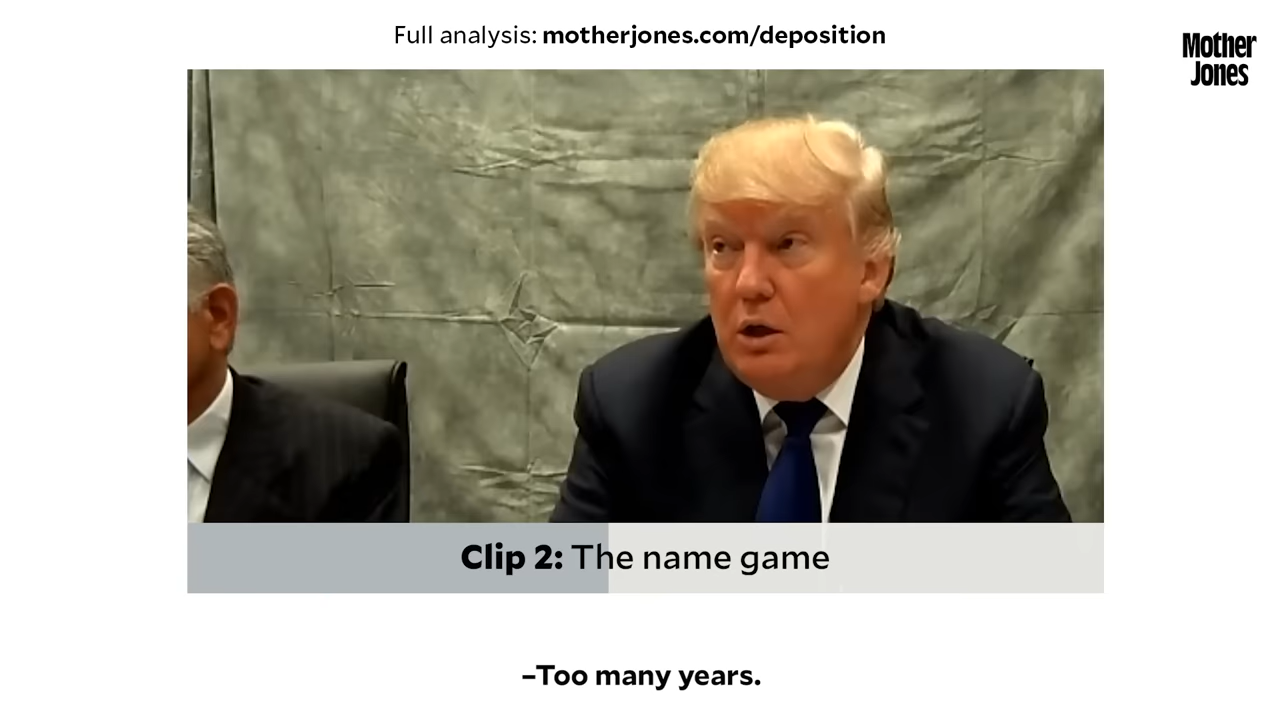 Full analysis: motherjones.com/deposition
Mother
Jones
Clip 2: The name game
–Too many years.